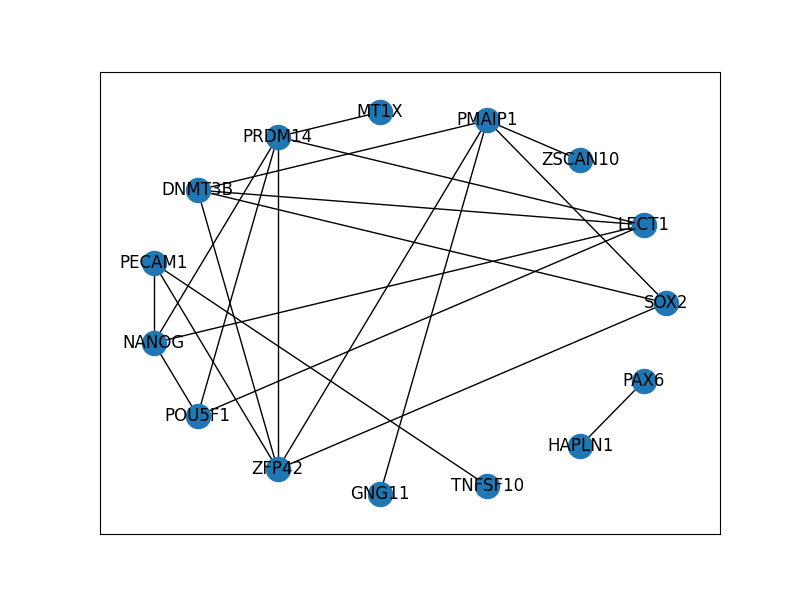 MT1X
PMAIP1
PRDM14
ZSCAN10
DNMT3B
LECT1
PECAM1
SOX2
NANOG
PAX6
POU5F1
HAPLN1
ZFP42
TNFSF10
GNG11